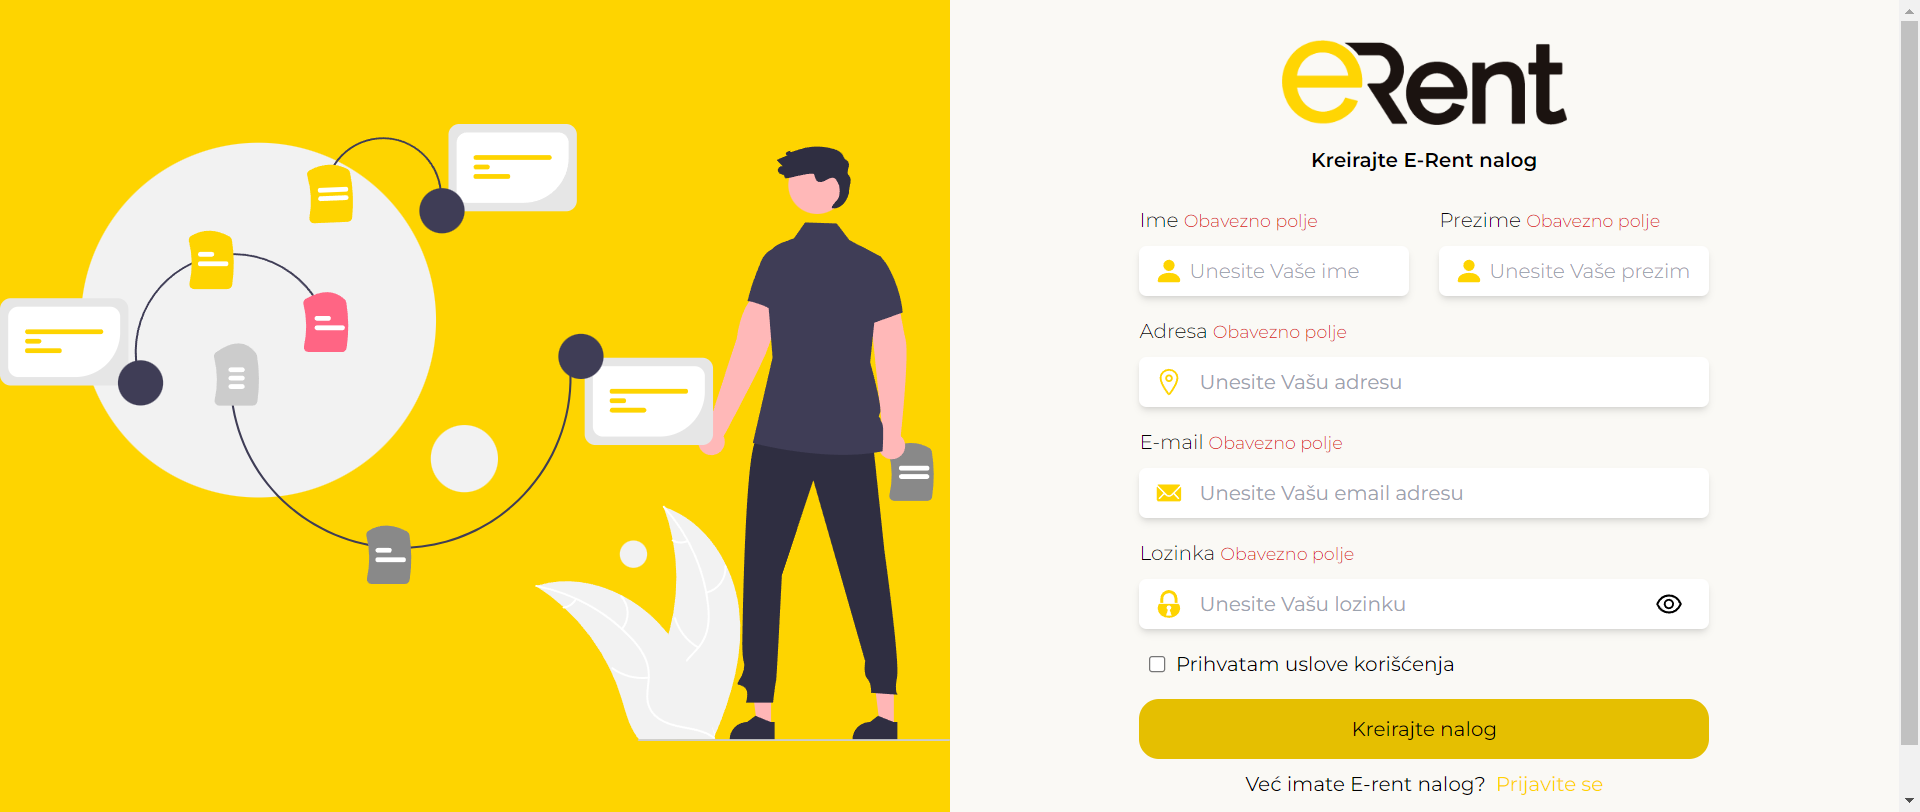 eRent
Kreirajte E-Rent nalog
Ime Obavezno polje
Prezime Obavezno polje
Unesite Vaše ime
Unesite Vaše prezim
Adresa Obavezno polje
Unesite Vašu adresu
E-mail Obavezno polje
Unesite Vašu email adresu
Lozinka Obavezno polje
Unesite Vašu lozinku
Prihvatam uslove korišćenja
Kreirajte nalog
Već imate E-rent nalog? Prijavite se